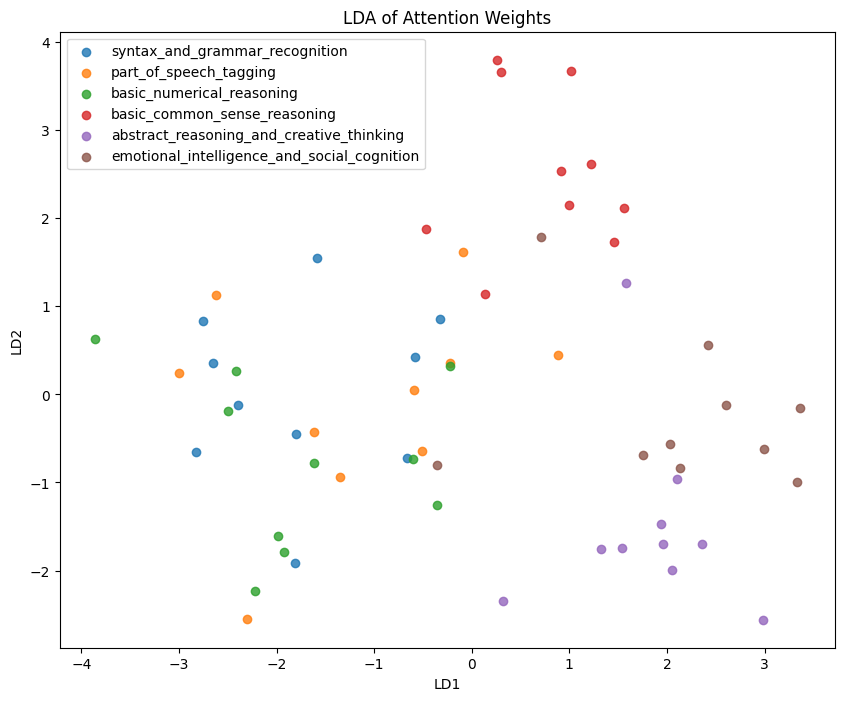 LDA of Attention Weights
syntax_and_grammar_recognition
part_of_speech_tagging
basic_numerical_reasoning
basic_common_sense_reasoning
abstract_reasoning_and_creative_thinking
emotional_intelligence_and_social_cognition
4
3
2
1
0
−1
−2
LD2
−4 −3 −2 −1 0 1 2 3
LD1